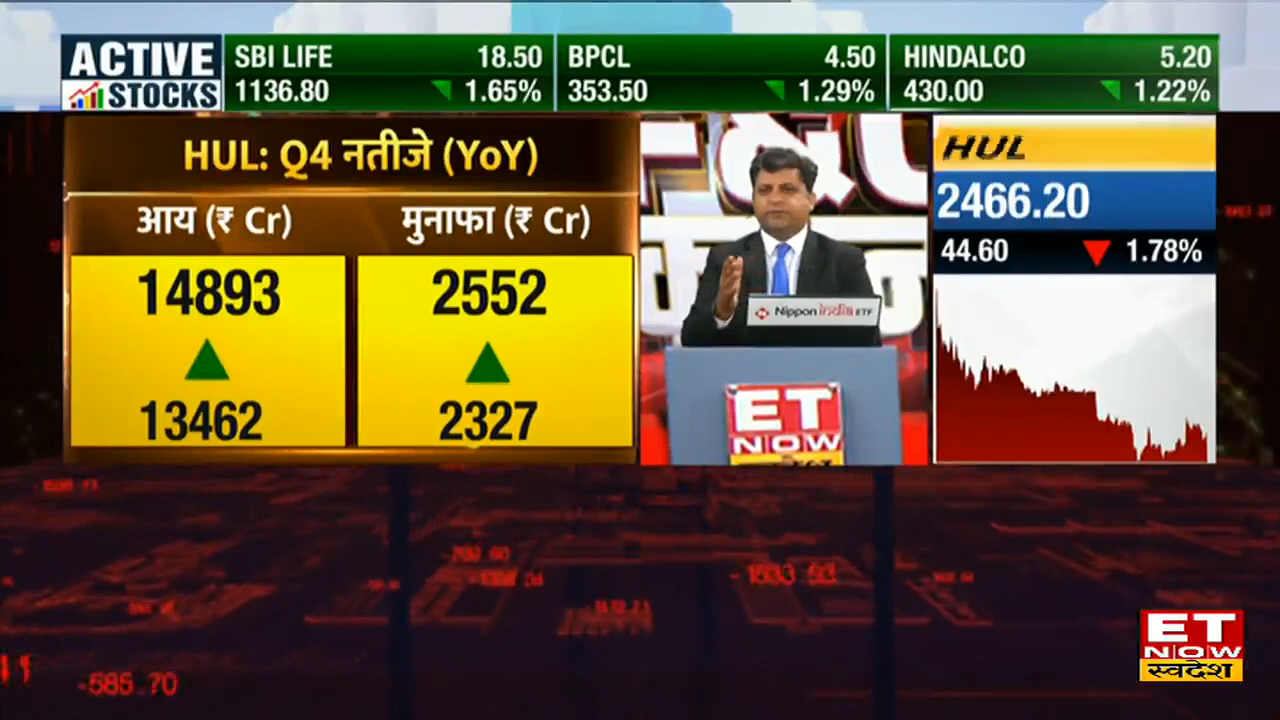 ACTIVE STOCKS
SBI LIFE 18.50
1136.80 1.65%
BPCL 4.50
353.50 1.29%
HINDALCO 5.20
430.00 1.22%
HUL: Q4 नतीजे (YoY)
आय (₹ Cr) मुनाफा (₹ Cr)
14893 2552
13462 2327
Nippon india ETF
ET
NOW
HUL
2466.20
44.60 1.78%
-585.70
ET
NOW
स्वदेश